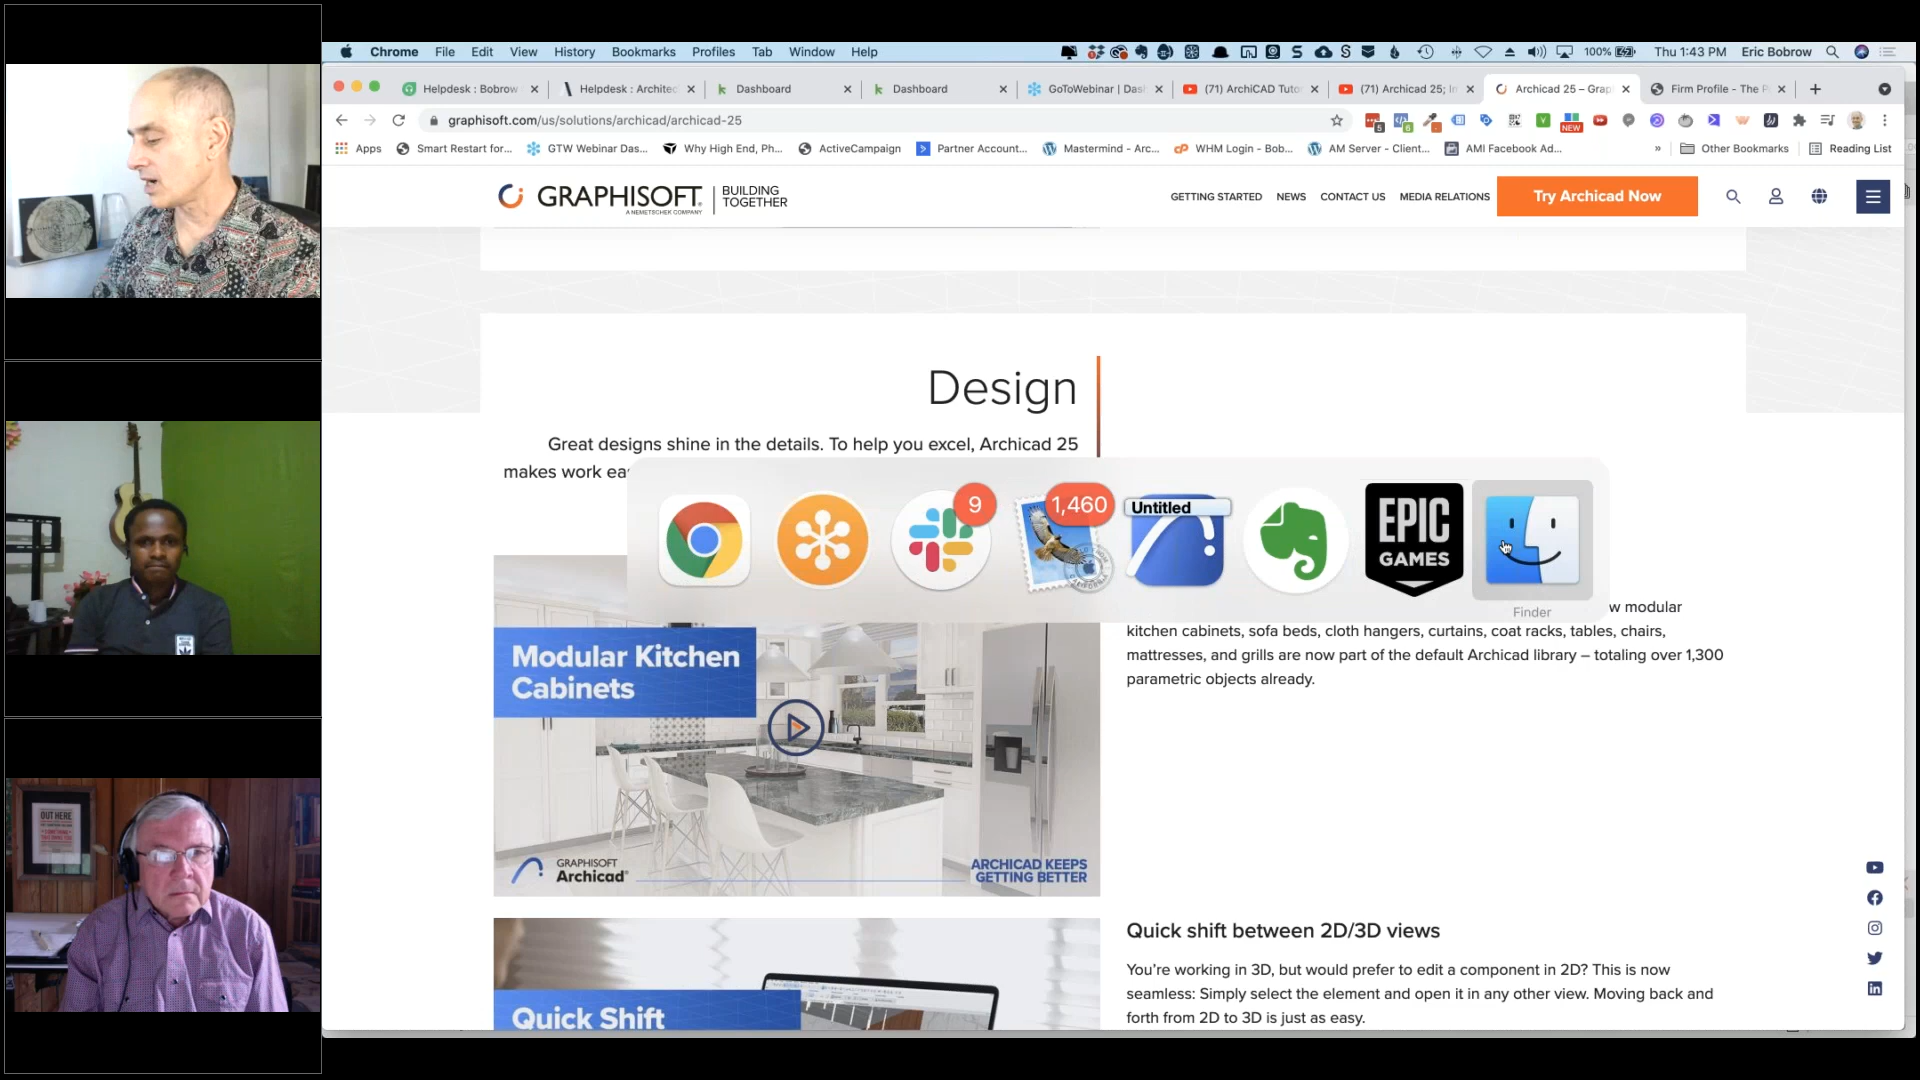 Chrome File Edit View History Bookmarks Profiles Tab Window Help
100% Thu 1:43 PM Eric Bobrow
Helpdesk : Bobrow
Helpdesk : Architec
Dashboard
Dashboard
GoToWebinar | Das
(71) ArchiCAD Tuto
(71) Archicad 25; I
Archicad 25 – Grap
Firm Profile - The P
graphisoft.com/us/solutions/archicad/archicad-25
5
6
NEW
Apps
Smart Restart for...
GTW Webinar Das...
Why High End, Ph...
ActiveCampaign
Partner Account...
Mastermind - Arc...
WHM Login - Bob...
AM Server - Client...
AMI Facebook Ad...
»
Other Bookmarks
Reading List
GRAPHISOFT
A NEMETSCHEK COMPANY
BUILDING
TOGETHER
GETTING STARTED
NEWS
CONTACT US
MEDIA RELATIONS
Try Archicad Now
Design
Great designs shine in the details. To help you excel, Archicad 25
makes work ea
9
1,460
Untitled
EPIC
GAMES
Finder
w modular
kitchen cabinets, sofa beds, cloth hangers, curtains, coat racks, tables, chairs,
mattresses, and grills are now part of the default Archicad library – totaling over 1,300
parametric objects already.
Modular Kitchen
Cabinets
GRAPHISOFT
Archicad
ARCHICAD KEEPS
GETTING BETTER
Quick shift between 2D/3D views
You're working in 3D, but would prefer to edit a component in 2D? This is now
seamless: Simply select the element and open it in any other view. Moving back and
forth from 2D to 3D is just as easy.
Quick Shift
OUT HERE